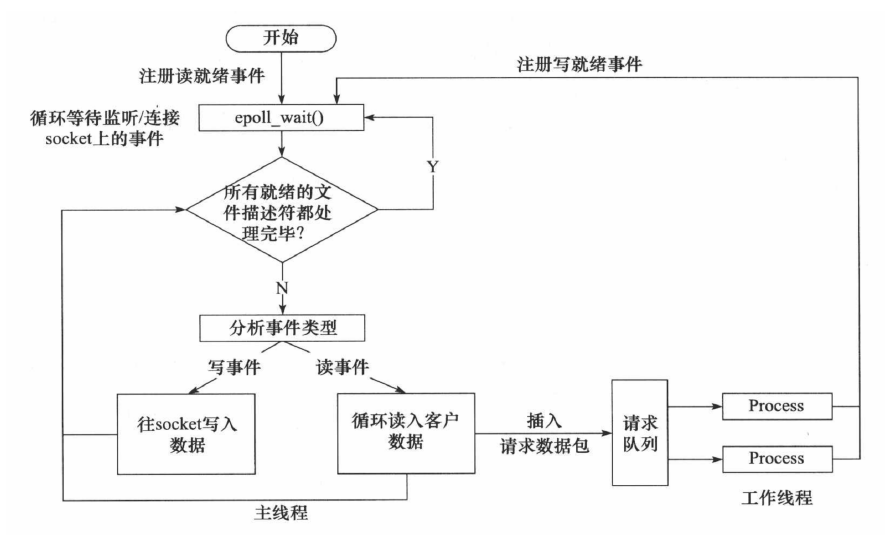 开始
注册读就绪事件
注册写就绪事件
循环等待监听/连接
socket上的事件
epoll_wait()
Y
所有就绪的文
件描述符都处
理完毕?
N
分析事件类型
写事件
读事件
往socket写入
数据
循环读入客户
数据
插入
请求数据包
请求
队列
Process
Process
工作线程
主线程